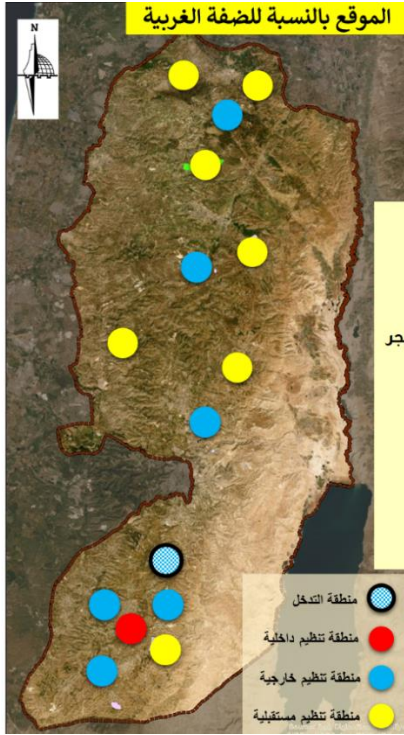 الموقع بالنسبة للضفة الغربية
N
جر
منطقة التدخل
منطقة تنظيم داخلية
منطقة تنظيم خارجية
منطقة تنظيم مستقبلية